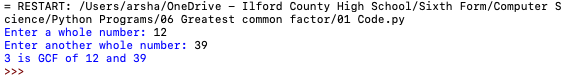 = RESTART: /Users/arsha/OneDrive - Ilford County High School/Sixth Form/Computer S
cience/Python Programs/06 Greatest common factor/01 Code.py
Enter a whole number: 12
Enter another whole number: 39
3 is GCF of 12 and 39
>>>